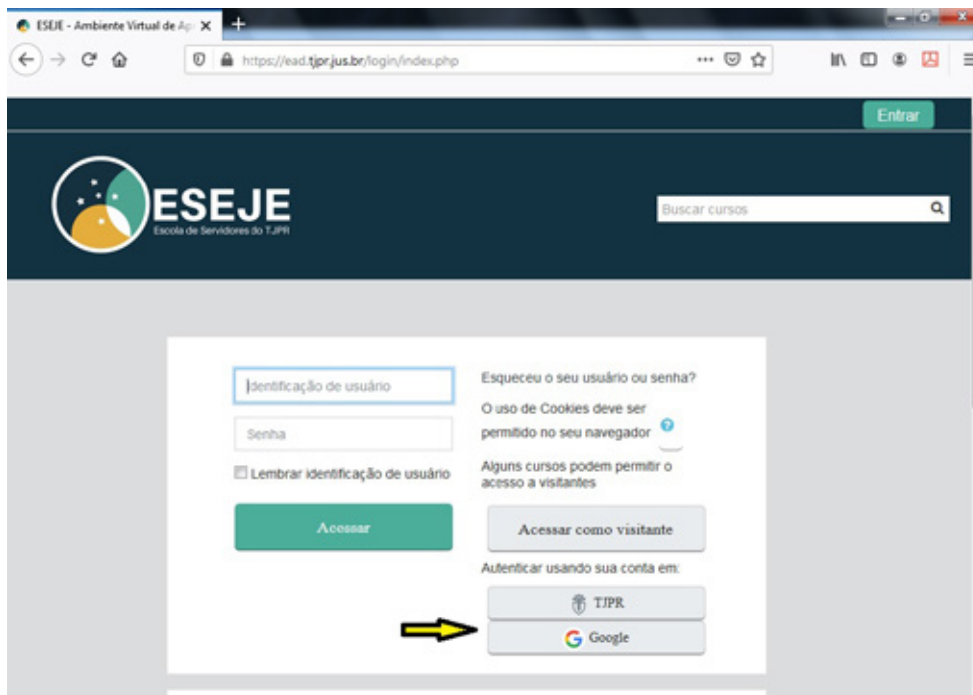 ESEJE - Ambiente Virtual de Ap
https://ead.tjpr.jus.br/login/index.php
Entrar
ESEJE
Escola de Servidores do TJPR
Buscar cursos
Identificação de usuário
Senha
Lembrar identificação de usuário
Acessar
Esqueceu o seu usuário ou senha?
O uso de Cookies deve ser
permitido no seu navegador
Alguns cursos podem permitir o
acesso a visitantes
Acessar como visitante
Autenticar usando sua conta em:
TJPR
Google